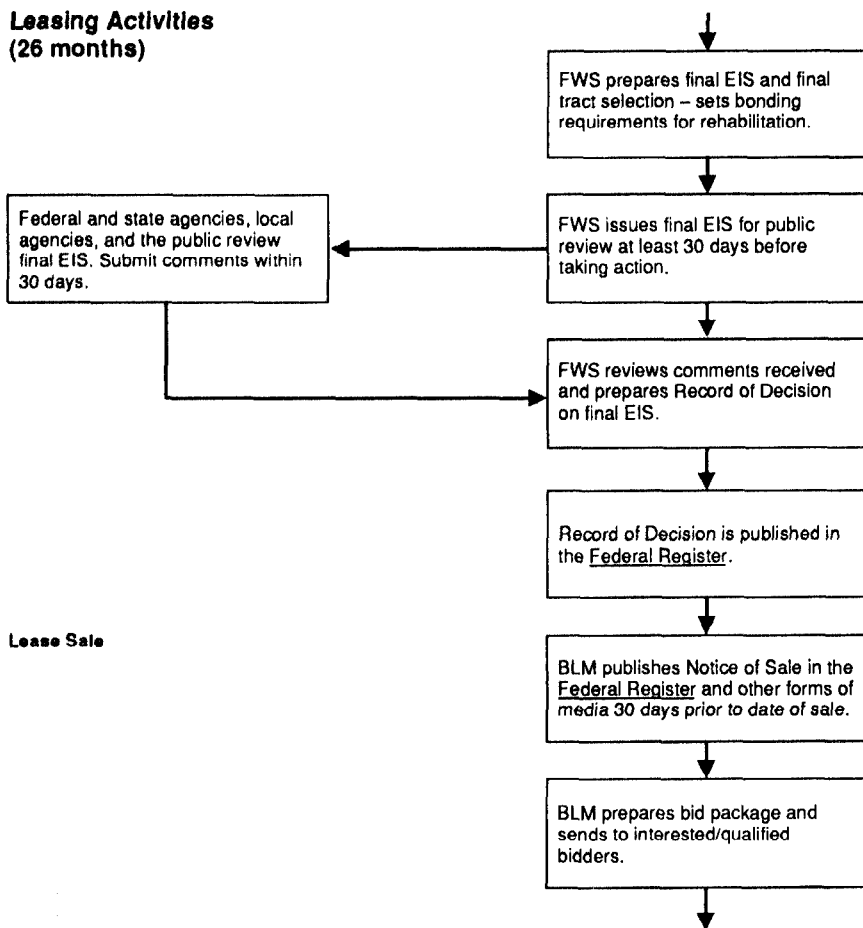 Leasing Activities
(26 months)
FWS prepares final EIS and final
tract selection – sets bonding
requirements for rehabilitation.
Federal and state agencies, local
agencies, and the public review
final EIS. Submit comments within
30 days.
FWS issues final EIS for public
review at least 30 days before
taking action.
FWS reviews comments received
and prepares Record of Decision
on final EIS.
Record of Decision is published in
the Federal Register.
Lease Sale
BLM publishes Notice of Sale in the
Federal Register and other forms of
media 30 days prior to date of sale.
BLM prepares bid package and
sends to interested/qualified
bidders.